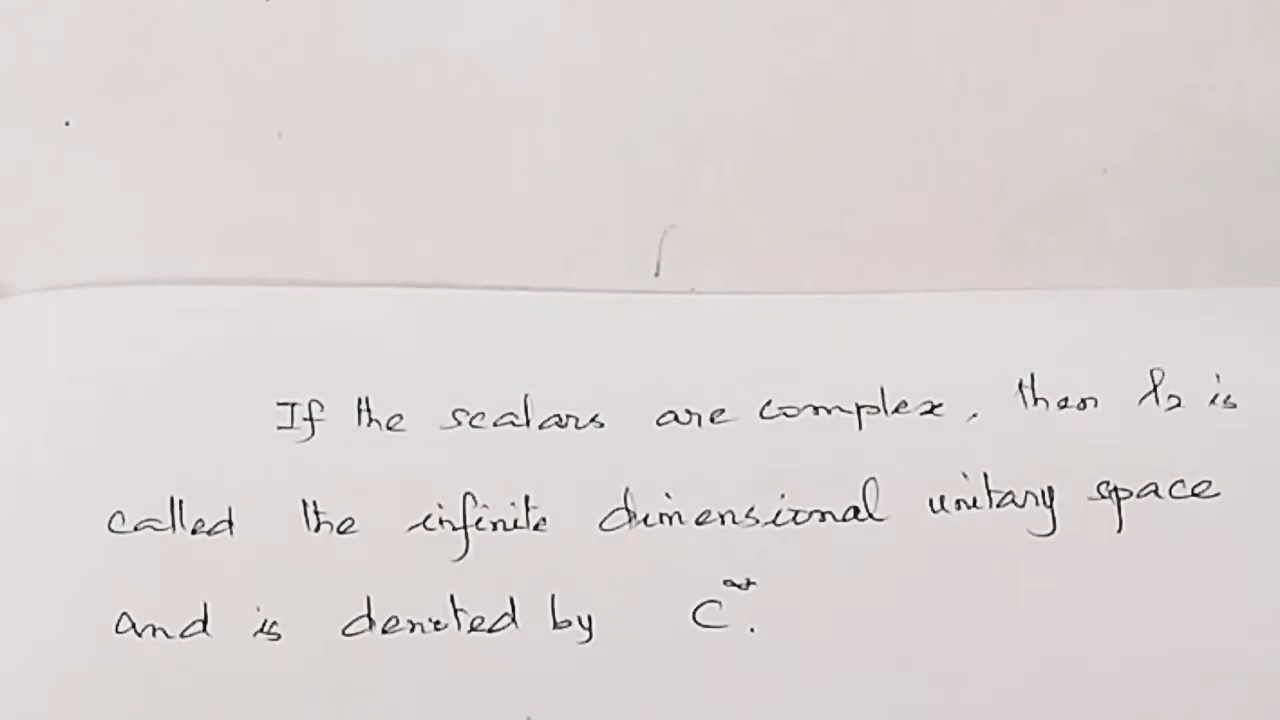 If the scalars are complex, then l₂ is
called the infinite dimensional unitary space
and is denoted by C^∞.